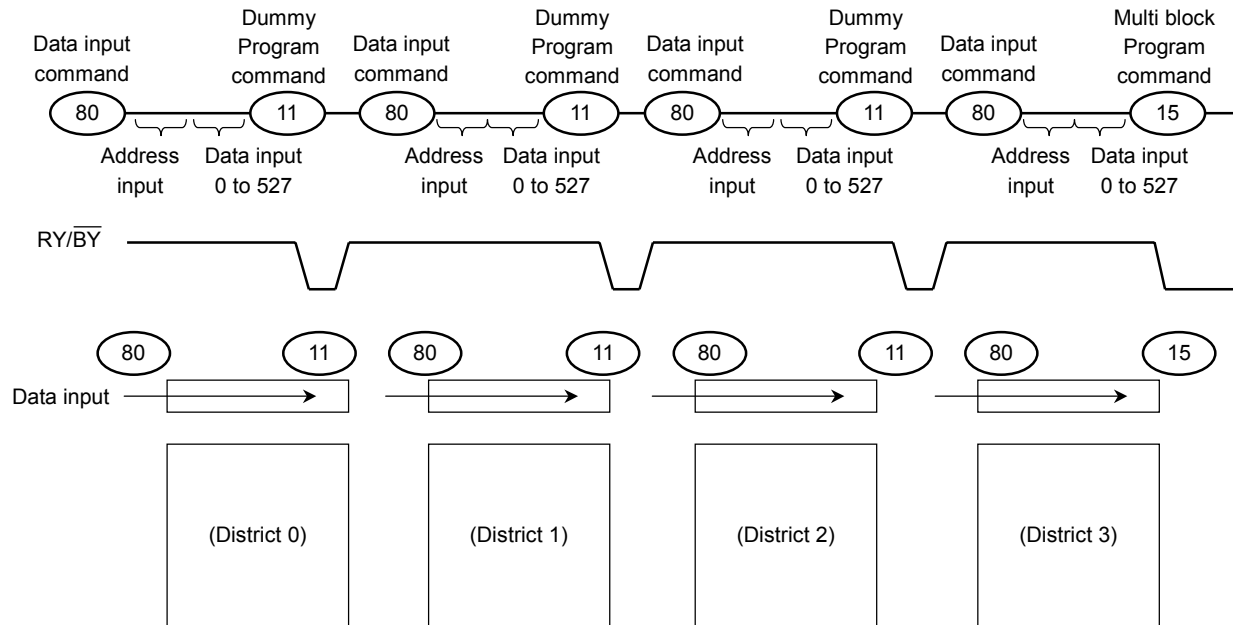 Data input
command
Dummy
Program
command
Data input
command
Dummy
Program
command
Data input
command
Dummy
Program
command
Data input
command
Multi block
Program
command
80
11
80
11
80
11
80
15
Address
input
Data input
0 to 527
Address
input
Data input
0 to 527
Address
input
Data input
0 to 527
Address
input
Data input
0 to 527
RY/B̅Y̅
80
11
80
11
80
11
80
15
Data input
(District 0)
(District 1)
(District 2)
(District 3)